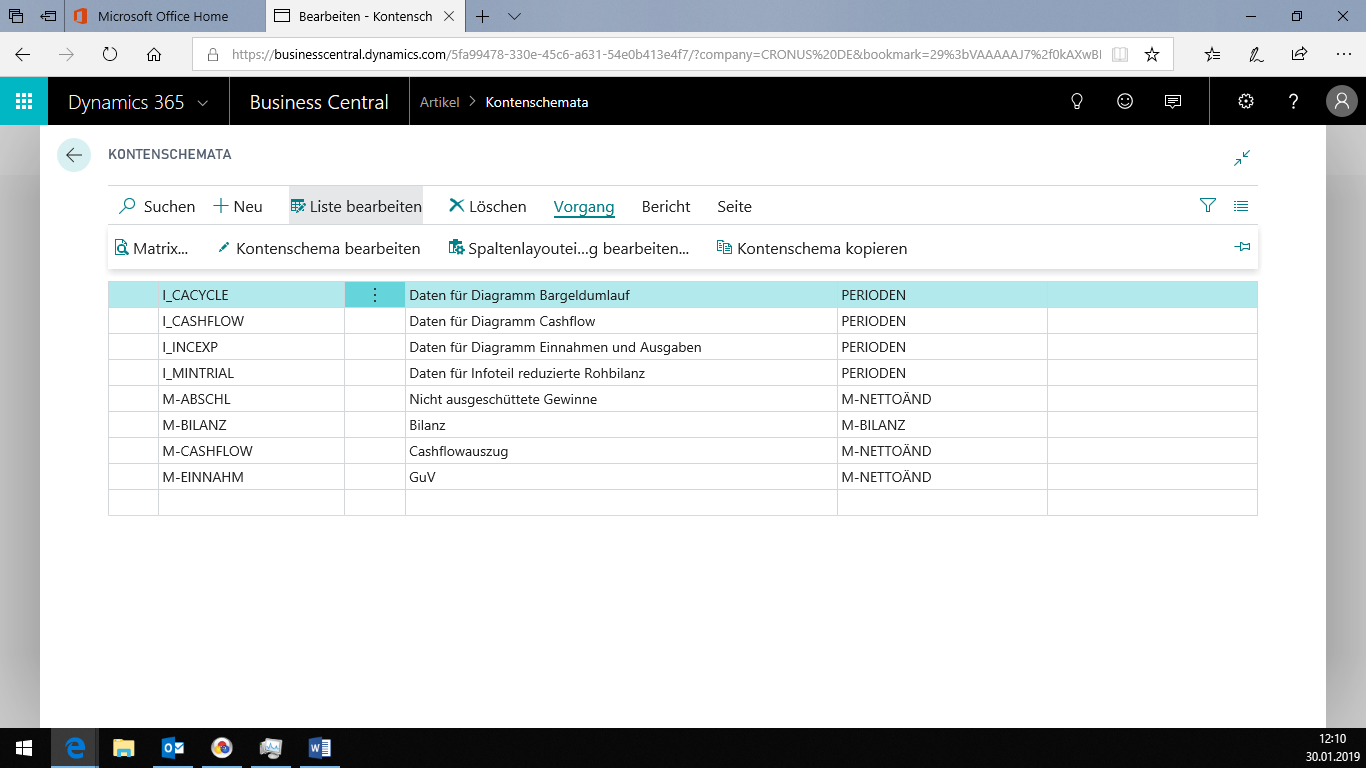 Microsoft Office Home
Bearbeiten - Kontensch
https://businesscentral.dynamics.com/5fa99478-330e-45c6-a631-54e0b413e4f7/?company=CRONUS%20DE&bookmark=29%3bVAAAAAJ7%2f0kAXwBI
Dynamics 365 Business Central Artikel > Kontenschemata ?
KONTENSCHEMATA
Suchen Neu Liste bearbeiten Löschen Vorgang Bericht Seite
Matrix... Kontenschema bearbeiten Spaltenlayoutei...g bearbeiten... Kontenschema kopieren
I_CACYCLE Daten für Diagramm Bargeldumlauf PERIODEN
I_CASHFLOW Daten für Diagramm Cashflow PERIODEN
I_INCEXP Daten für Diagramm Einnahmen und Ausgaben PERIODEN
I_MINTRIAL Daten für Infoteil reduzierte Rohbilanz PERIODEN
M-ABSCHL Nicht ausgeschüttete Gewinne M-NETTOÄND
M-BILANZ Bilanz M-BILANZ
M-CASHFLOW Cashflowauszug M-NETTOÄND
M-EINNAHM GuV M-NETTOÄND
12:10
30.01.2019